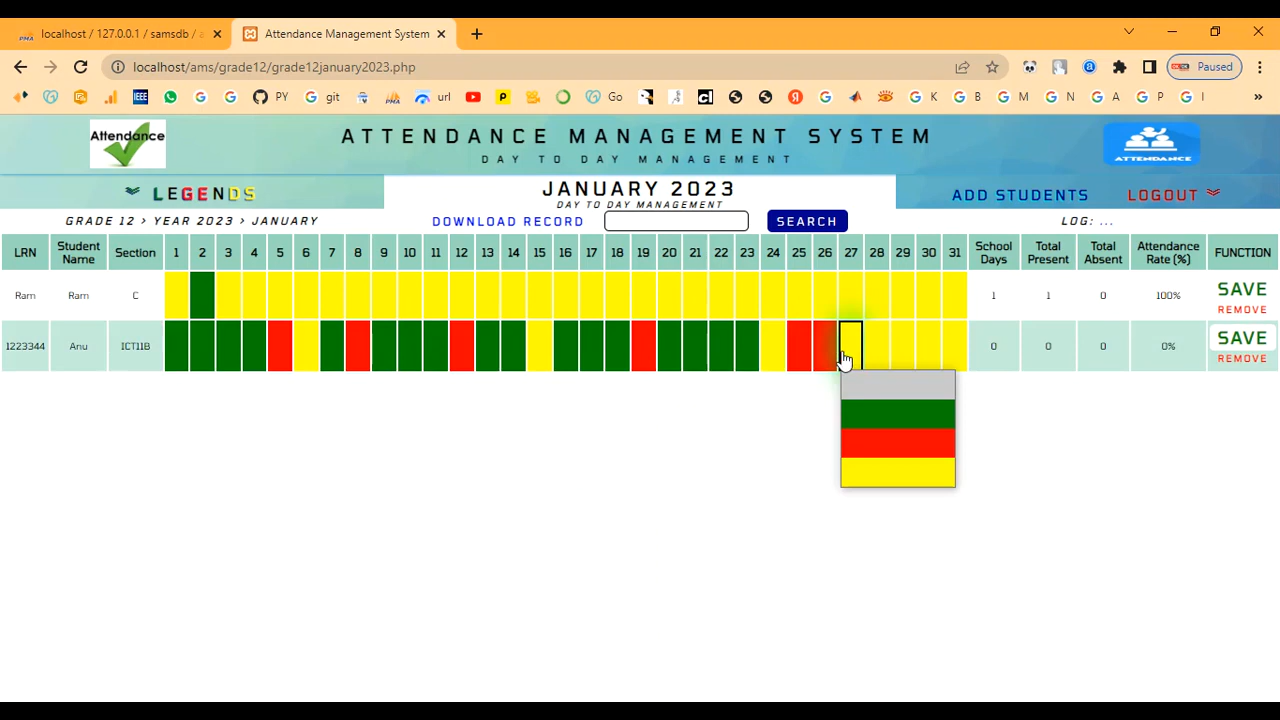 localhost / 127.0.0.1 / samsdb / a
Attendance Management System
localhost/ams/grade12/grade12january2023.php
Paused
IEEE PY git PMA url Go K B M N A P I »
Attendance
ATTENDANCE MANAGEMENT SYSTEM
DAY TO DAY MANAGEMENT
ATTENDANCE
LEGENDS
JANUARY 2023
DAY TO DAY MANAGEMENT
ADD STUDENTS LOGOUT
GRADE 12 > YEAR 2023 > JANUARY
DOWNLOAD RECORD
SEARCH
LOG: ...
LRN Student Name Section 1 2 3 4 5 6 7 8 9 10 11 12 13 14 15 16 17 18 19 20 21 22 23 24 25 26 27 28 29 30 31 School Days Total Present Total Absent Attendance Rate (%) FUNCTION
Ram Ram C 1 1 0 100% SAVE
REMOVE
1223344 Anu ICT11B 0 0 0 0% SAVE
REMOVE